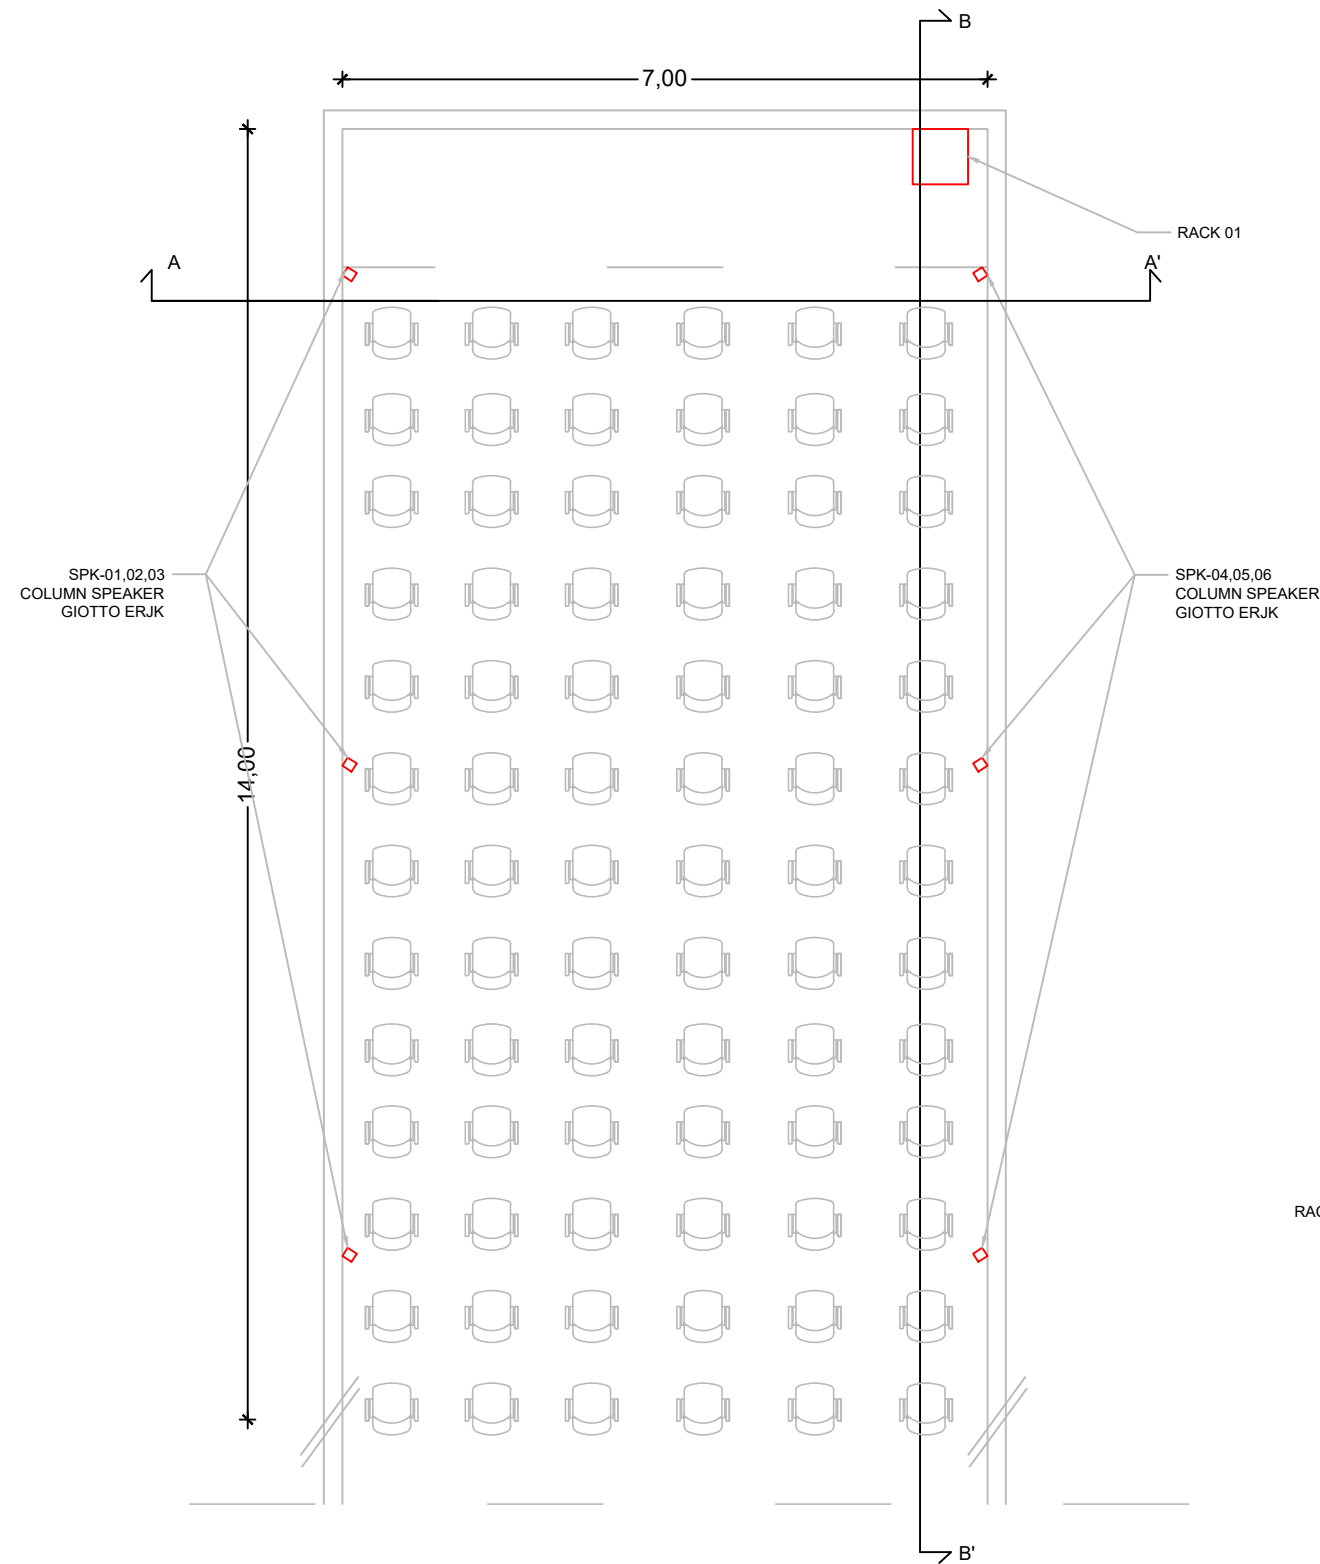 B
7,00
RACK 01
A
A'
SPK-01,02,03
COLUMN SPEAKER
GIOTTO ERJK
SPK-04,05,06
COLUMN SPEAKER
GIOTTO ERJK
14,00
B'